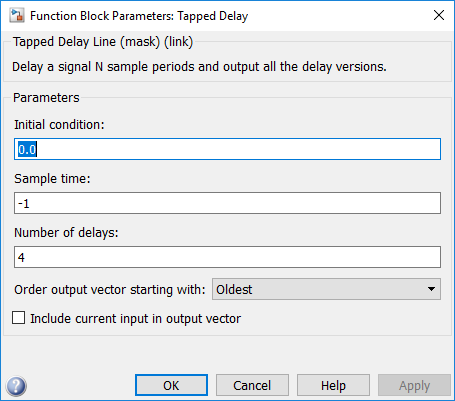 Function Block Parameters: Tapped Delay
Tapped Delay Line (mask) (link)
Delay a signal N sample periods and output all the delay versions.
Parameters
Initial condition:
0.0
Sample time:
-1
Number of delays:
4
Order output vector starting with: Oldest
Include current input in output vector
? OK Cancel Help Apply